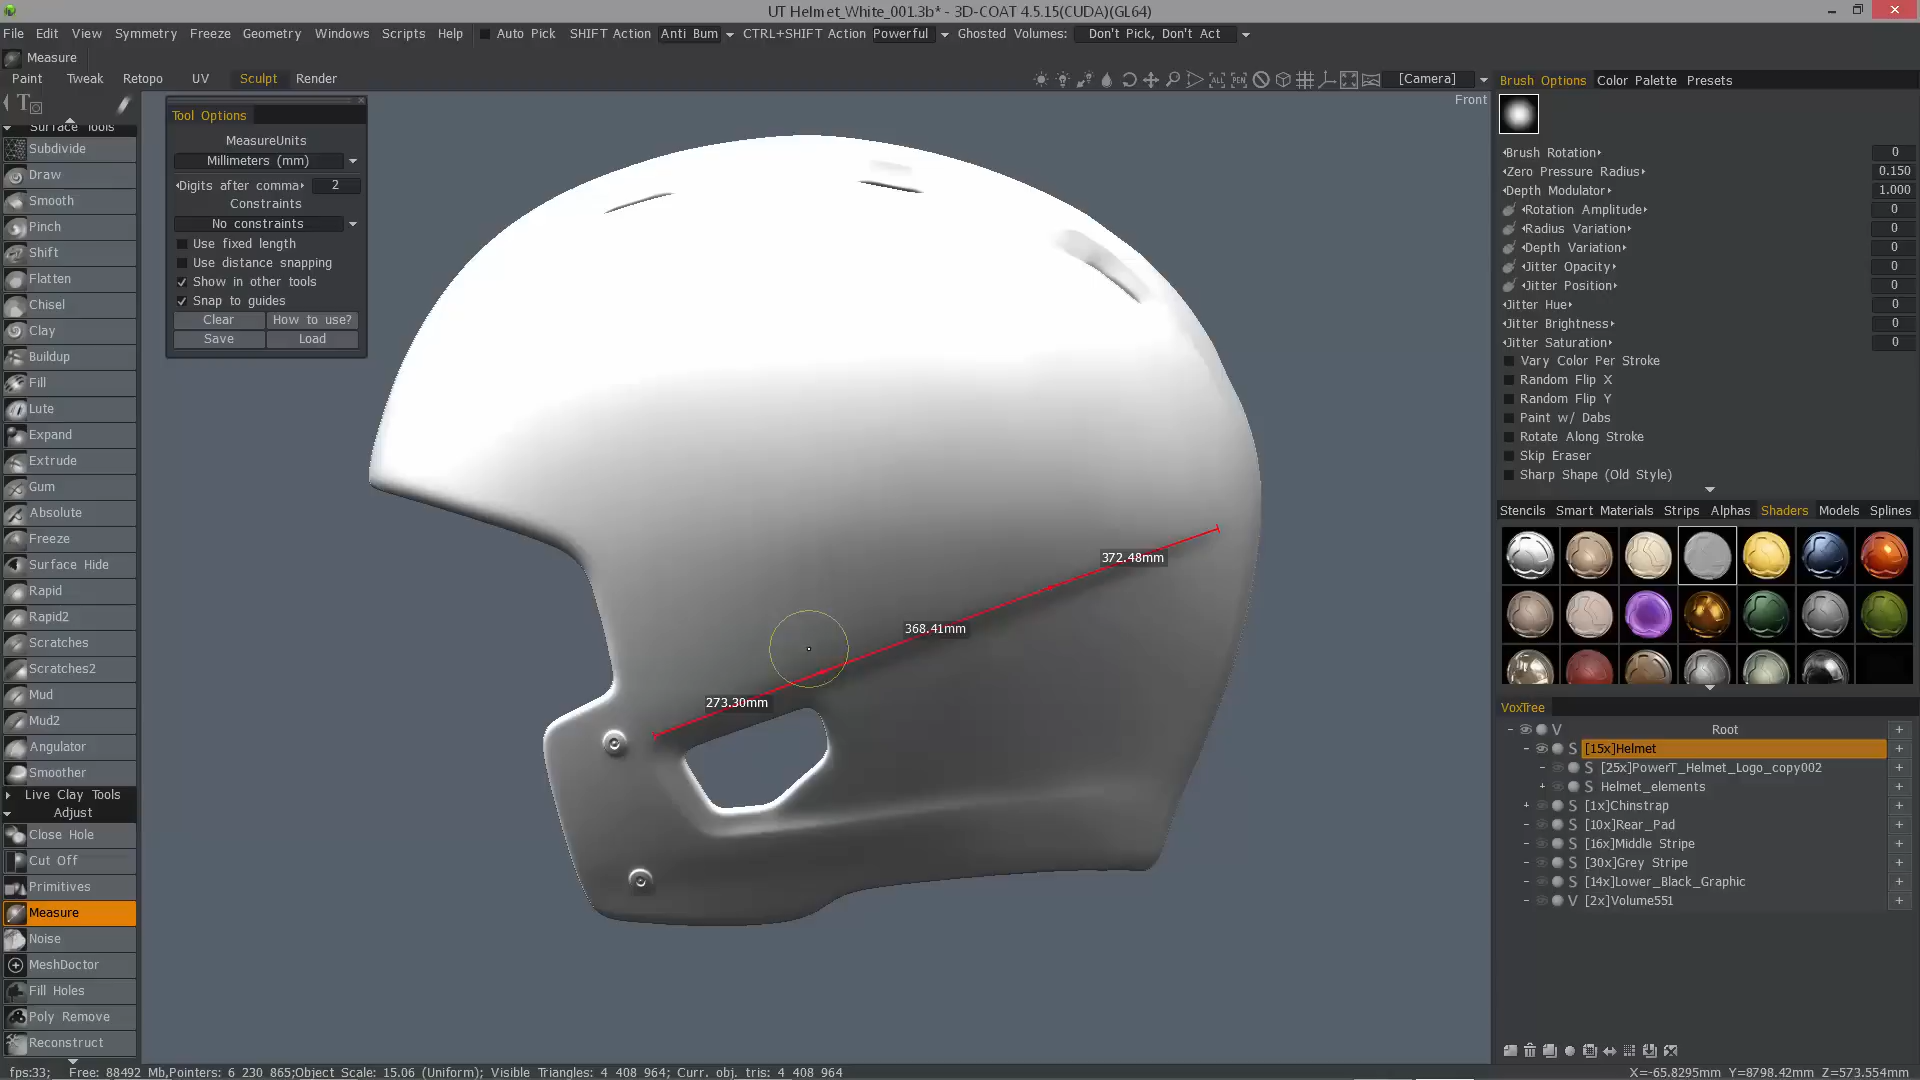 UT Helmet_White_001.3b* - 3D-COAT 4.5.15(CUDA)(GL64)
File Edit View Symmetry Freeze Geometry Windows Scripts Help Auto Pick SHIFT Action Anti Bum CTRL+SHIFT Action Powerful Ghosted Volumes: Don't Pick, Don't Act
Measure
Paint Tweak Retopo UV Sculpt Render [Camera]
Front
Surface Tools
Subdivide
Draw
Smooth
Pinch
Shift
Flatten
Chisel
Clay
Buildup
Fill
Lute
Expand
Extrude
Gum
Absolute
Freeze
Surface Hide
Rapid
Rapid2
Scratches
Scratches2
Mud
Mud2
Angulator
Smoother
Live Clay Tools
Adjust
Close Hole
Cut Off
Primitives
Measure
Noise
MeshDoctor
Fill Holes
Poly Remove
Reconstruct
Tool Options
MeasureUnits
Millimeters (mm)
Digits after comma 2
Constraints
No constraints
Use fixed length
Use distance snapping
Show in other tools
Snap to guides
Clear How to use?
Save Load
372.48mm
368.41mm
273.30mm
Brush Options Color Palette Presets
Brush Rotation 0
Zero Pressure Radius 0.150
Depth Modulator 1.000
Rotation Amplitude 0
Radius Variation 0
Depth Variation 0
Jitter Opacity 0
Jitter Position 0
Jitter Hue 0
Jitter Brightness 0
Jitter Saturation 0
Vary Color Per Stroke
Random Flip X
Random Flip Y
Paint w/ Dabs
Rotate Along Stroke
Skip Eraser
Sharp Shape (Old Style)
Stencils Smart Materials Strips Alphas Shaders Models Splines
VoxTree
V Root +
S [15x]Helmet +
S [25x]PowerT_Helmet_Logo_copy002 +
S Helmet_elements +
S [1x]Chinstrap +
S [10x]Rear_Pad +
S [16x]Middle Stripe +
S [30x]Grey Stripe +
S [14x]Lower_Black_Graphic +
V [2x]Volume551 +
fps:33; Free: 88492 Mb,Pointers: 6 230 865;Object Scale: 15.06 (Uniform); Visible Triangles: 4 408 964; Curr. obj. tris: 4 408 964
X=-65.8295mm Y=8798.42mm Z=573.554mm